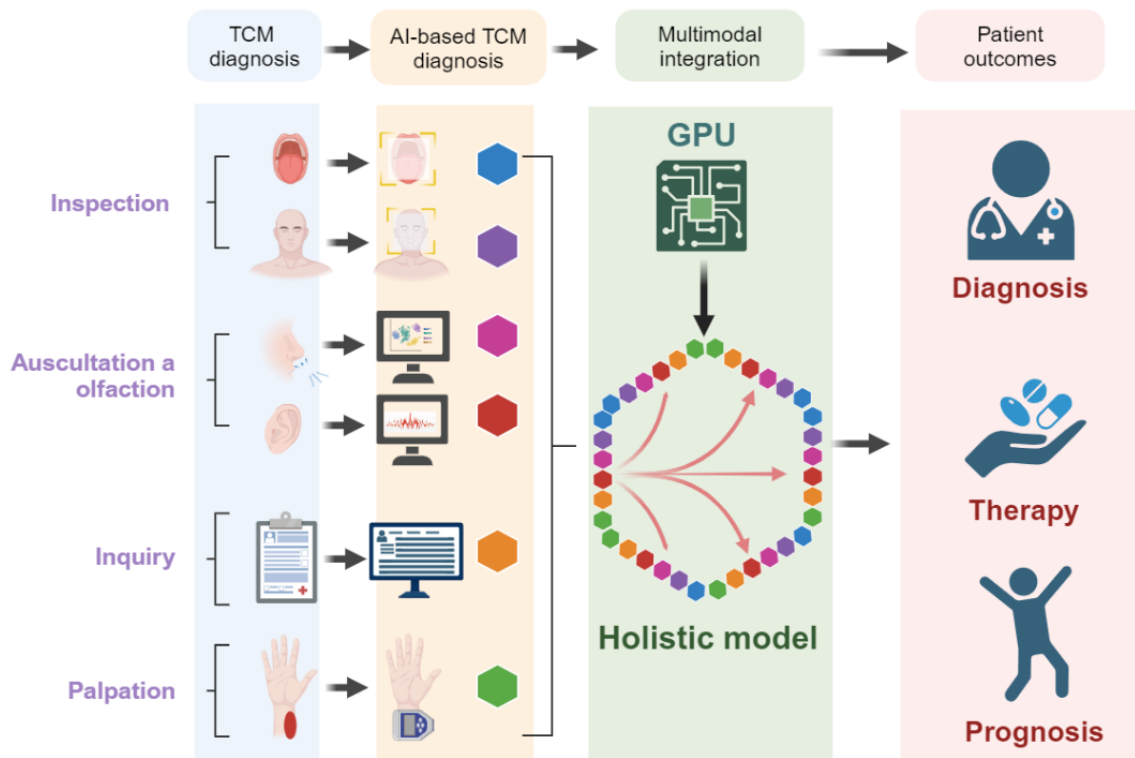 TCM
diagnosis
AI-based TCM
diagnosis
Multimodal
integration
Patient
outcomes
Inspection
Auscultation a
olfaction
Inquiry
Palpation
GPU
Holistic model
Diagnosis
Therapy
Prognosis